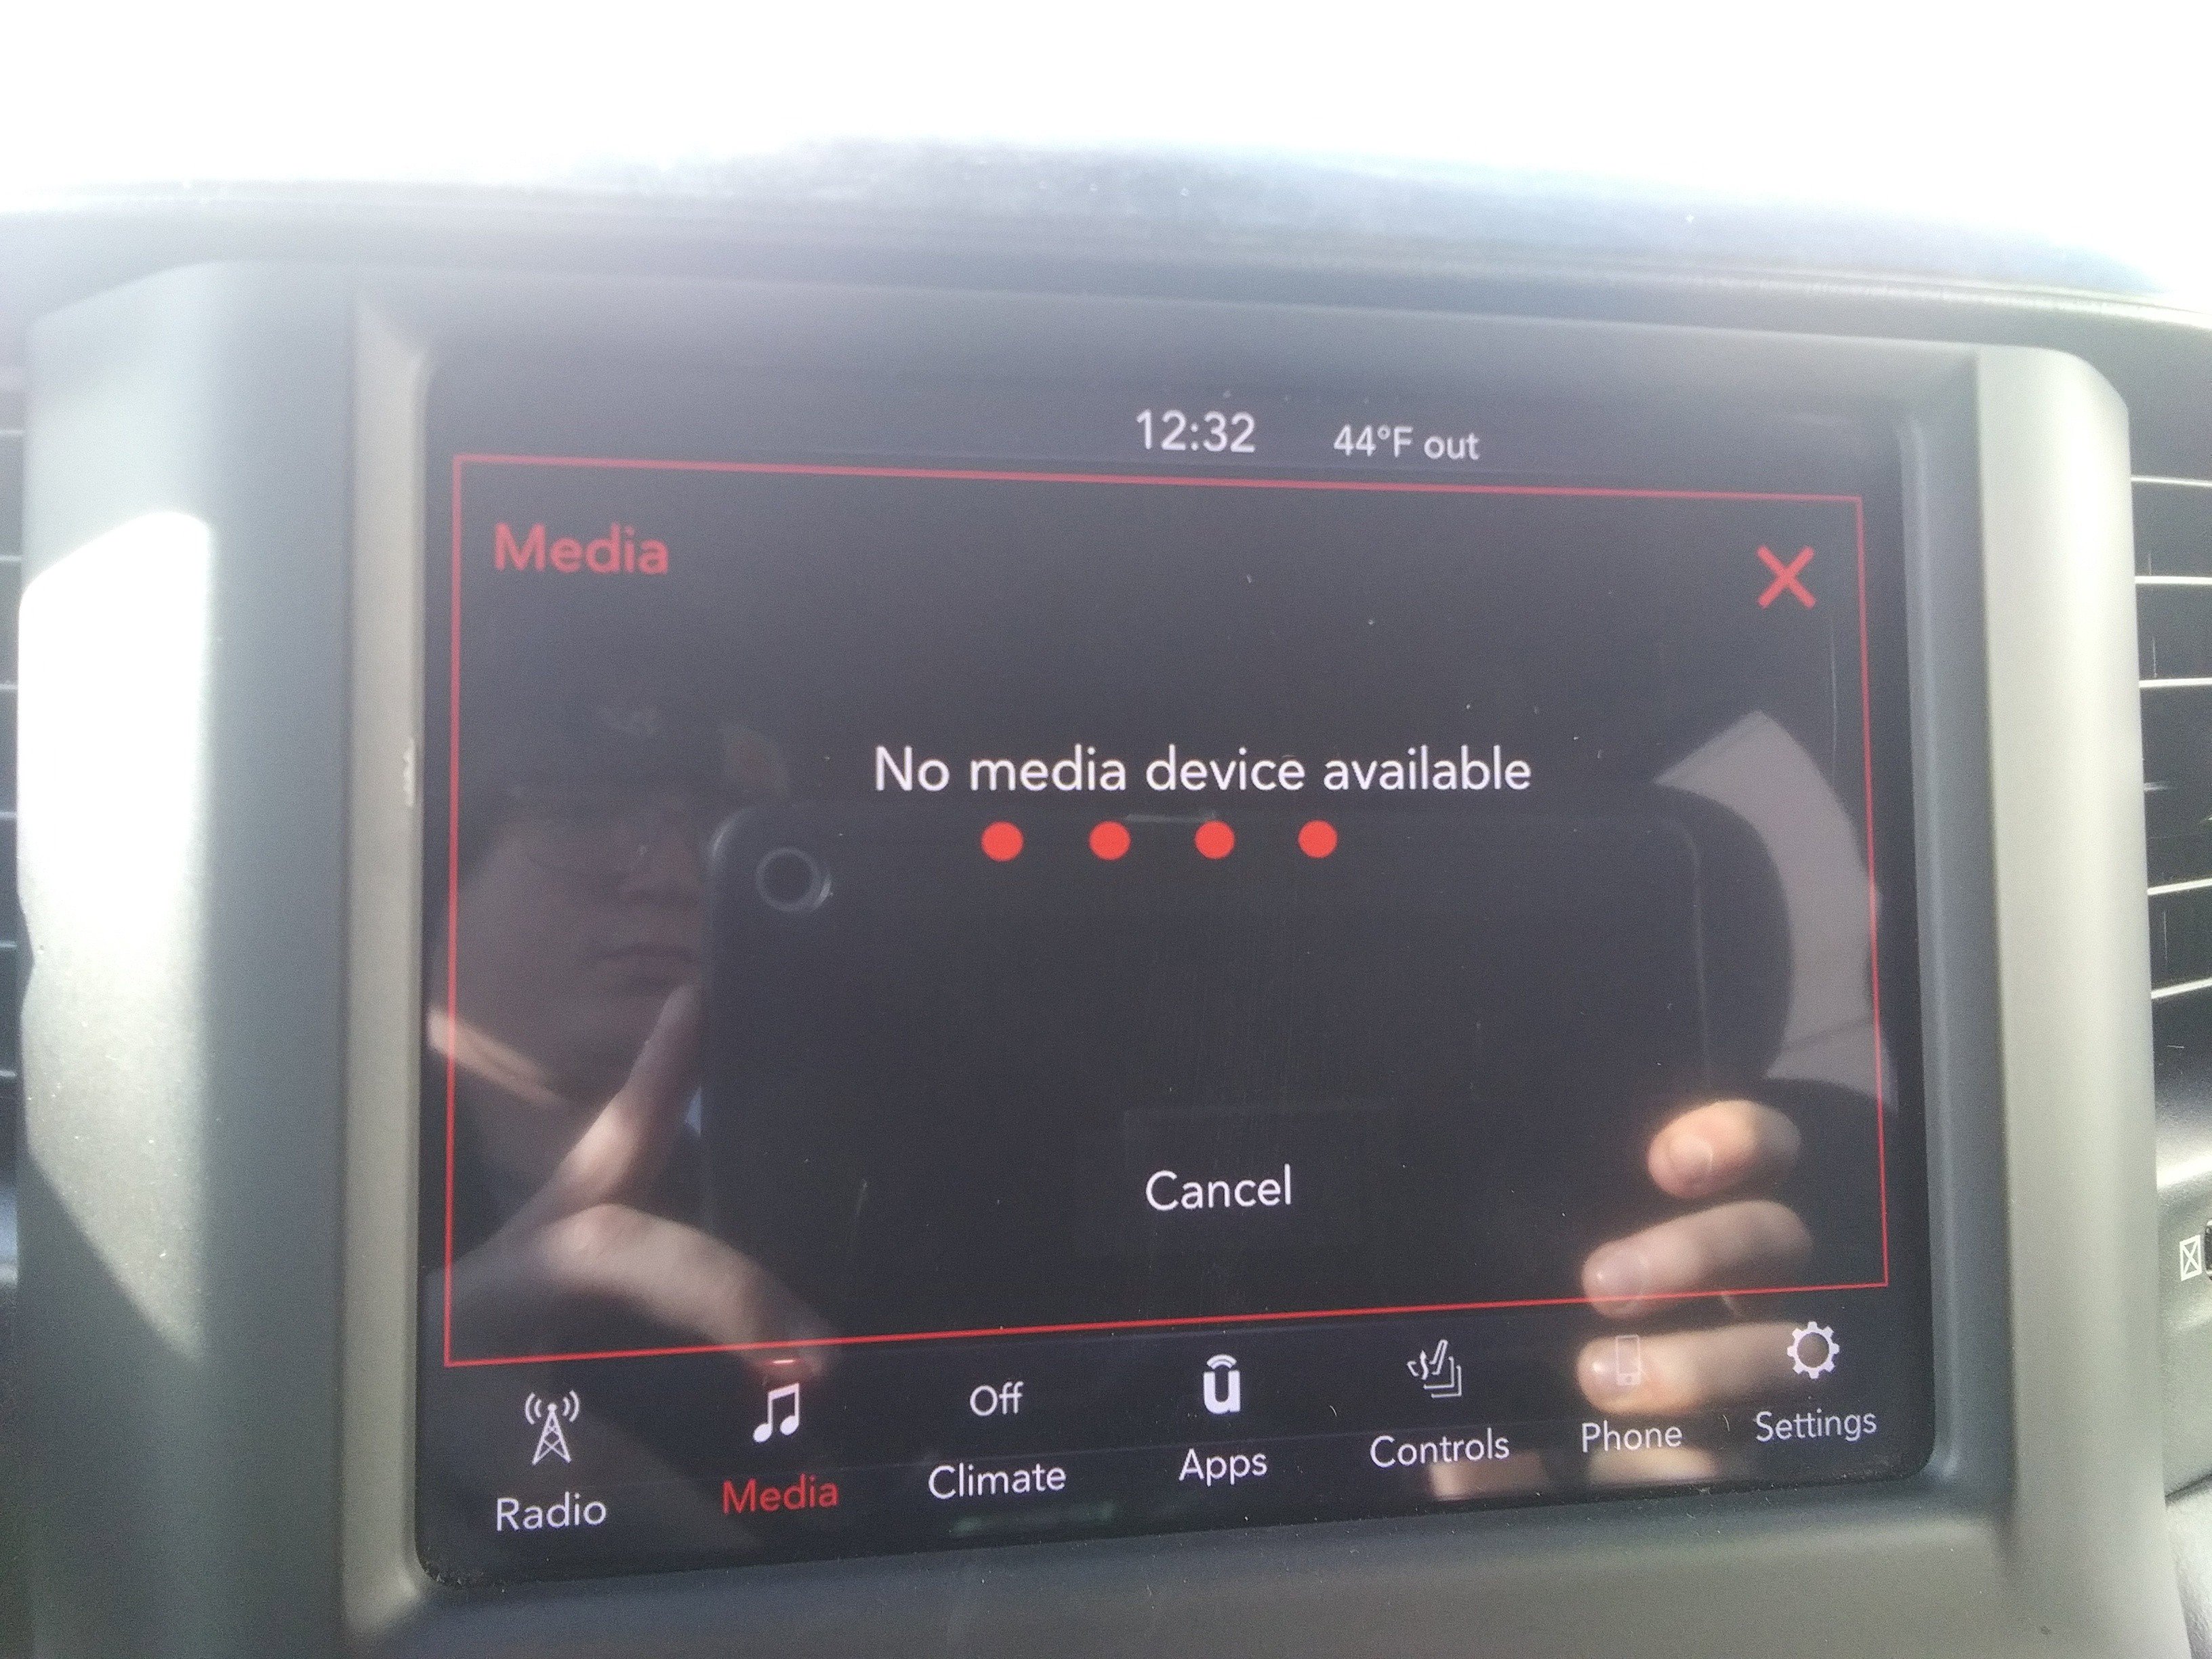 12:32 44°F out
Media
No media device available
Cancel
Off
Radio Media Climate Apps Controls Phone Settings